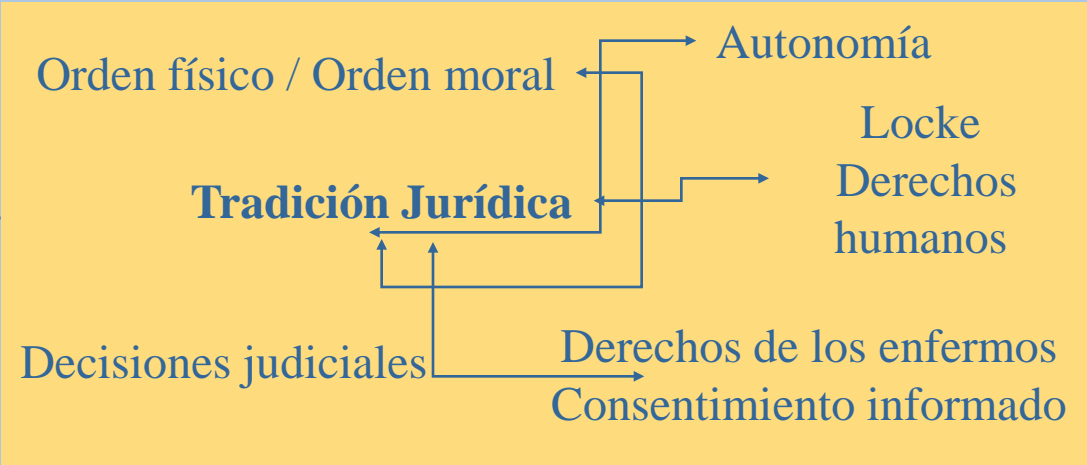 Autonomía
Orden físico / Orden moral
Locke
Derechos
humanos
Tradición Jurídica
Decisiones judiciales
Derechos de los enfermos
Consentimiento informado